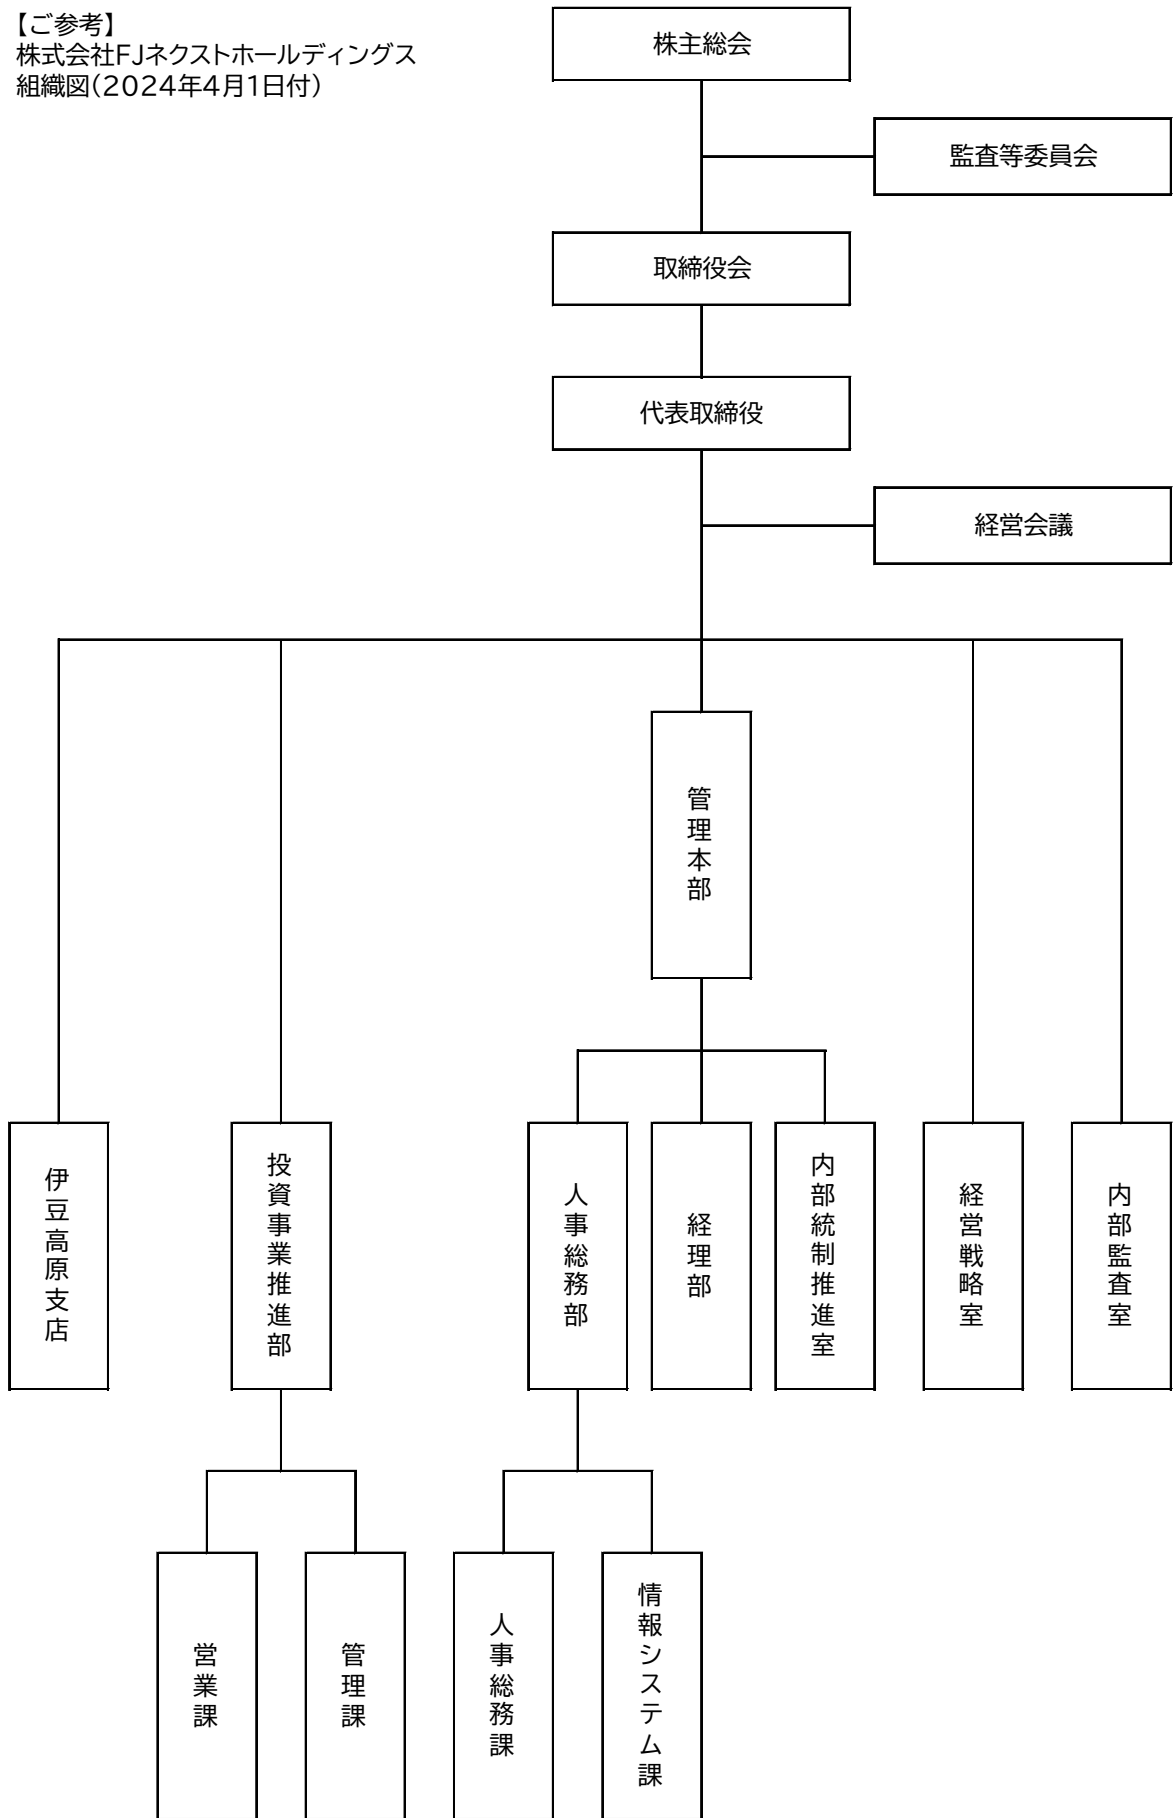 【ご参考】
株式会社FJネクストホールディングス
組織図(2024年4月1日付)
株主総会
監査等委員会
取締役会
代表取締役
経営会議
管理本部
伊豆高原支店
投資事業推進部
人事総務部
経理部
内部統制推進室
経営戦略室
内部監査室
営業課
管理課
人事総務課
情報システム課